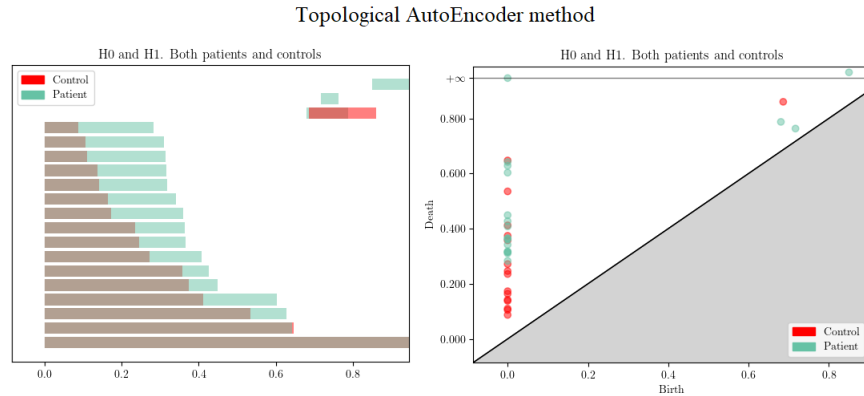 Topological AutoEncoder method
H0 and H1. Both patients and controls
Control
Patient
0.0 0.2 0.4 0.6 0.8
H0 and H1. Both patients and controls
+∞
0.800
0.600
0.400
0.200
0.000
Death
Control
Patient
0.0 0.2 0.4 0.6 0.8
Birth